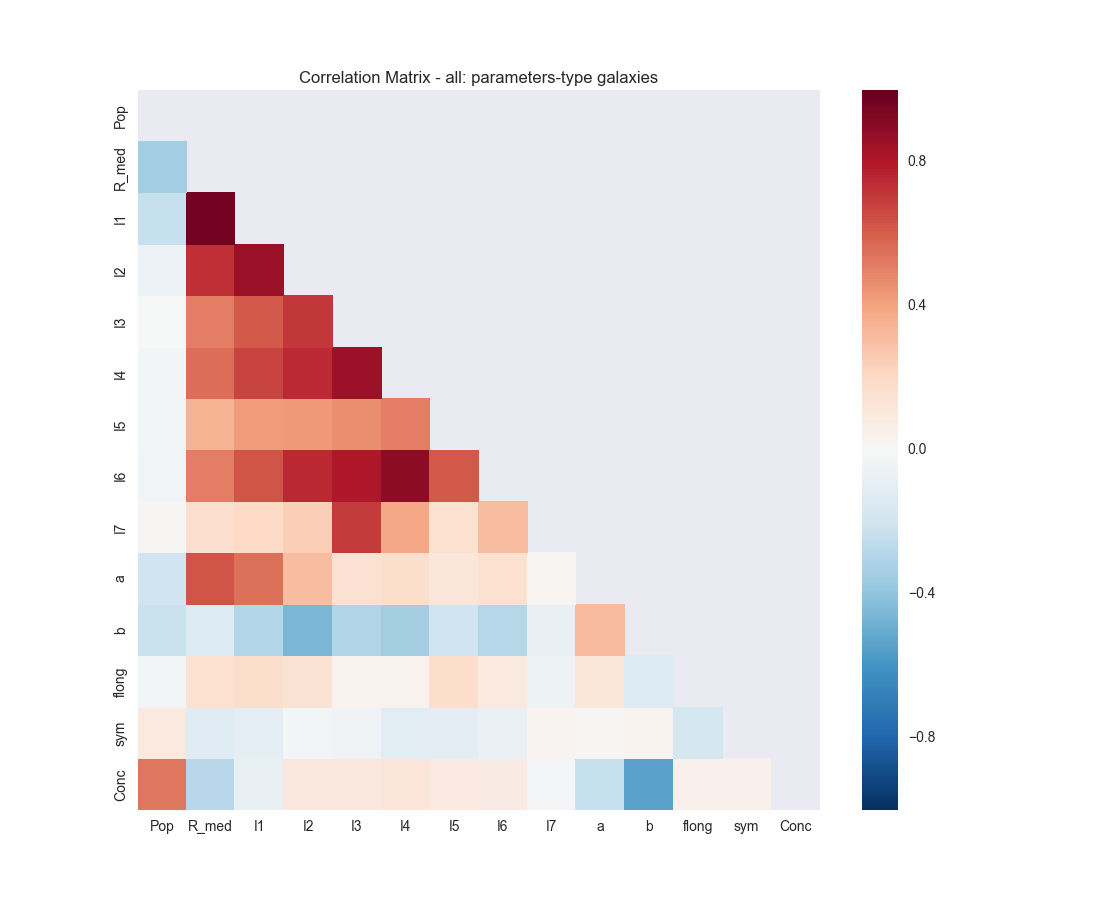 Correlation Matrix - all: parameters-type galaxies
Pop
R_med
I1
I2
I3
I4
I5
I6
I7
a
b
flong
sym
Conc
Pop R_med I1 I2 I3 I4 I5 I6 I7 a b flong sym Conc
0.8
0.4
0.0
−0.4
−0.8